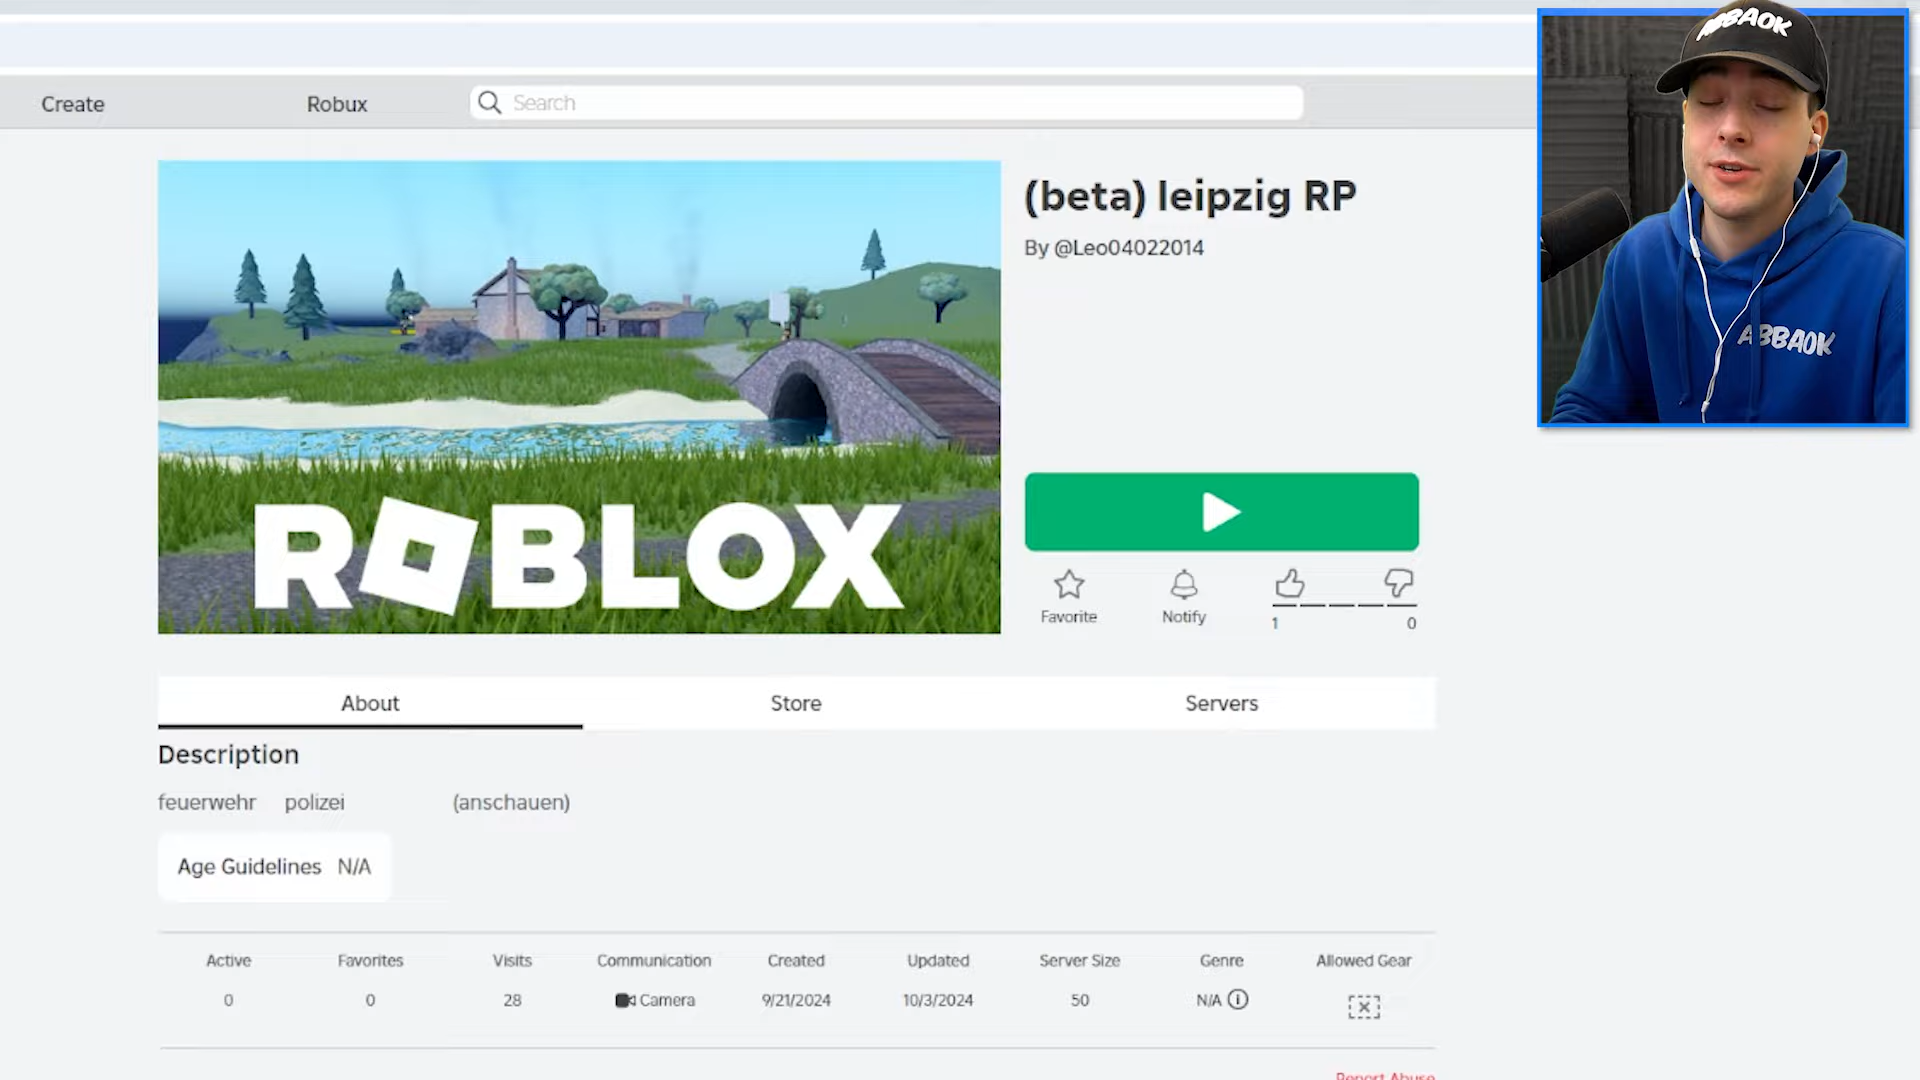 Create Robux Search
ABBAOK
ABBAOK
(beta) leipzig RP
By @Leo04022014
ROBLOX
Favorite Notify
1 0
About Store Servers
Description
feuerwehr polizei (anschauen)
Age Guidelines N/A
Active Favorites Visits Communication Created Updated Server Size Genre Allowed Gear
0 0 28 Camera 9/21/2024 10/3/2024 50 N/A
Report Abuse